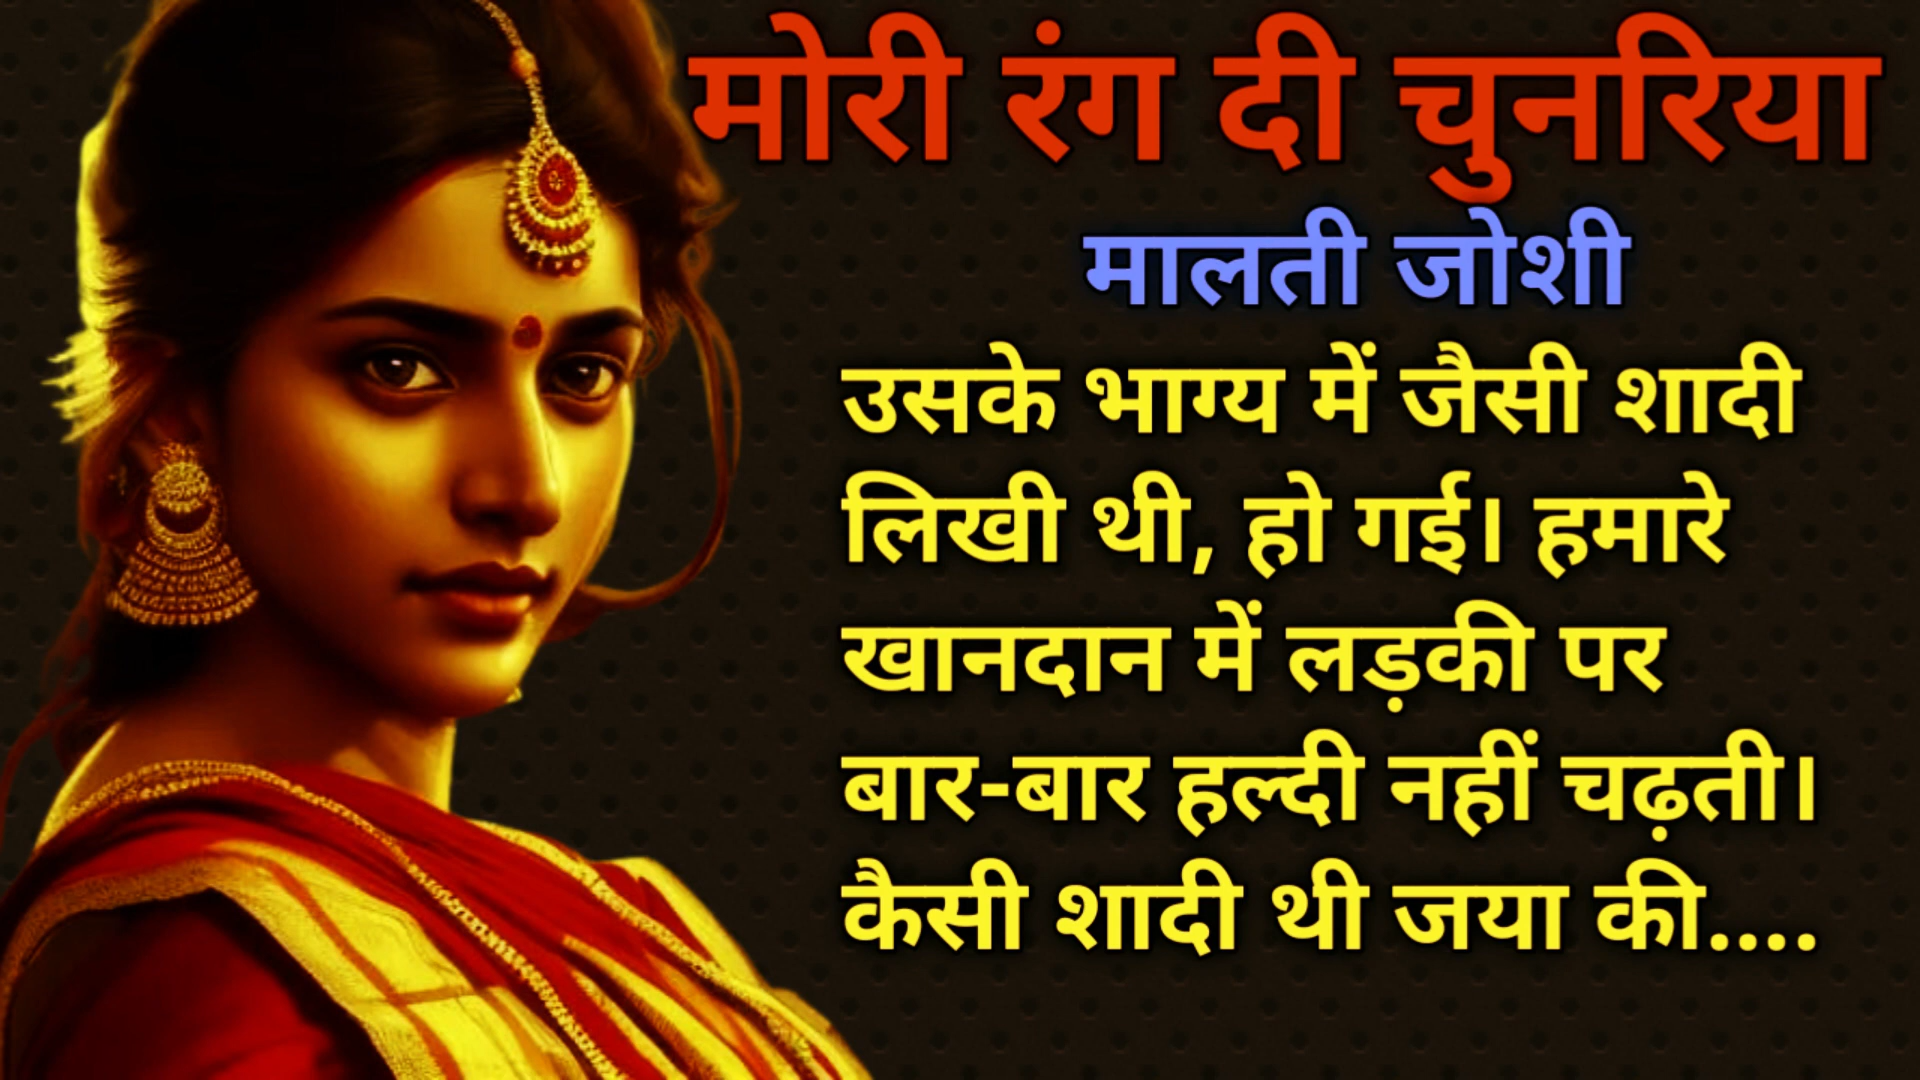 मोरी रंग दी चुनरिया
मालती जोशी
उसके भाग्य में जैसी शादी
लिखी थी, हो गई। हमारे
खानदान में लड़की पर
बार-बार हल्दी नहीं चढ़ती।
कैसी शादी थी जया की....